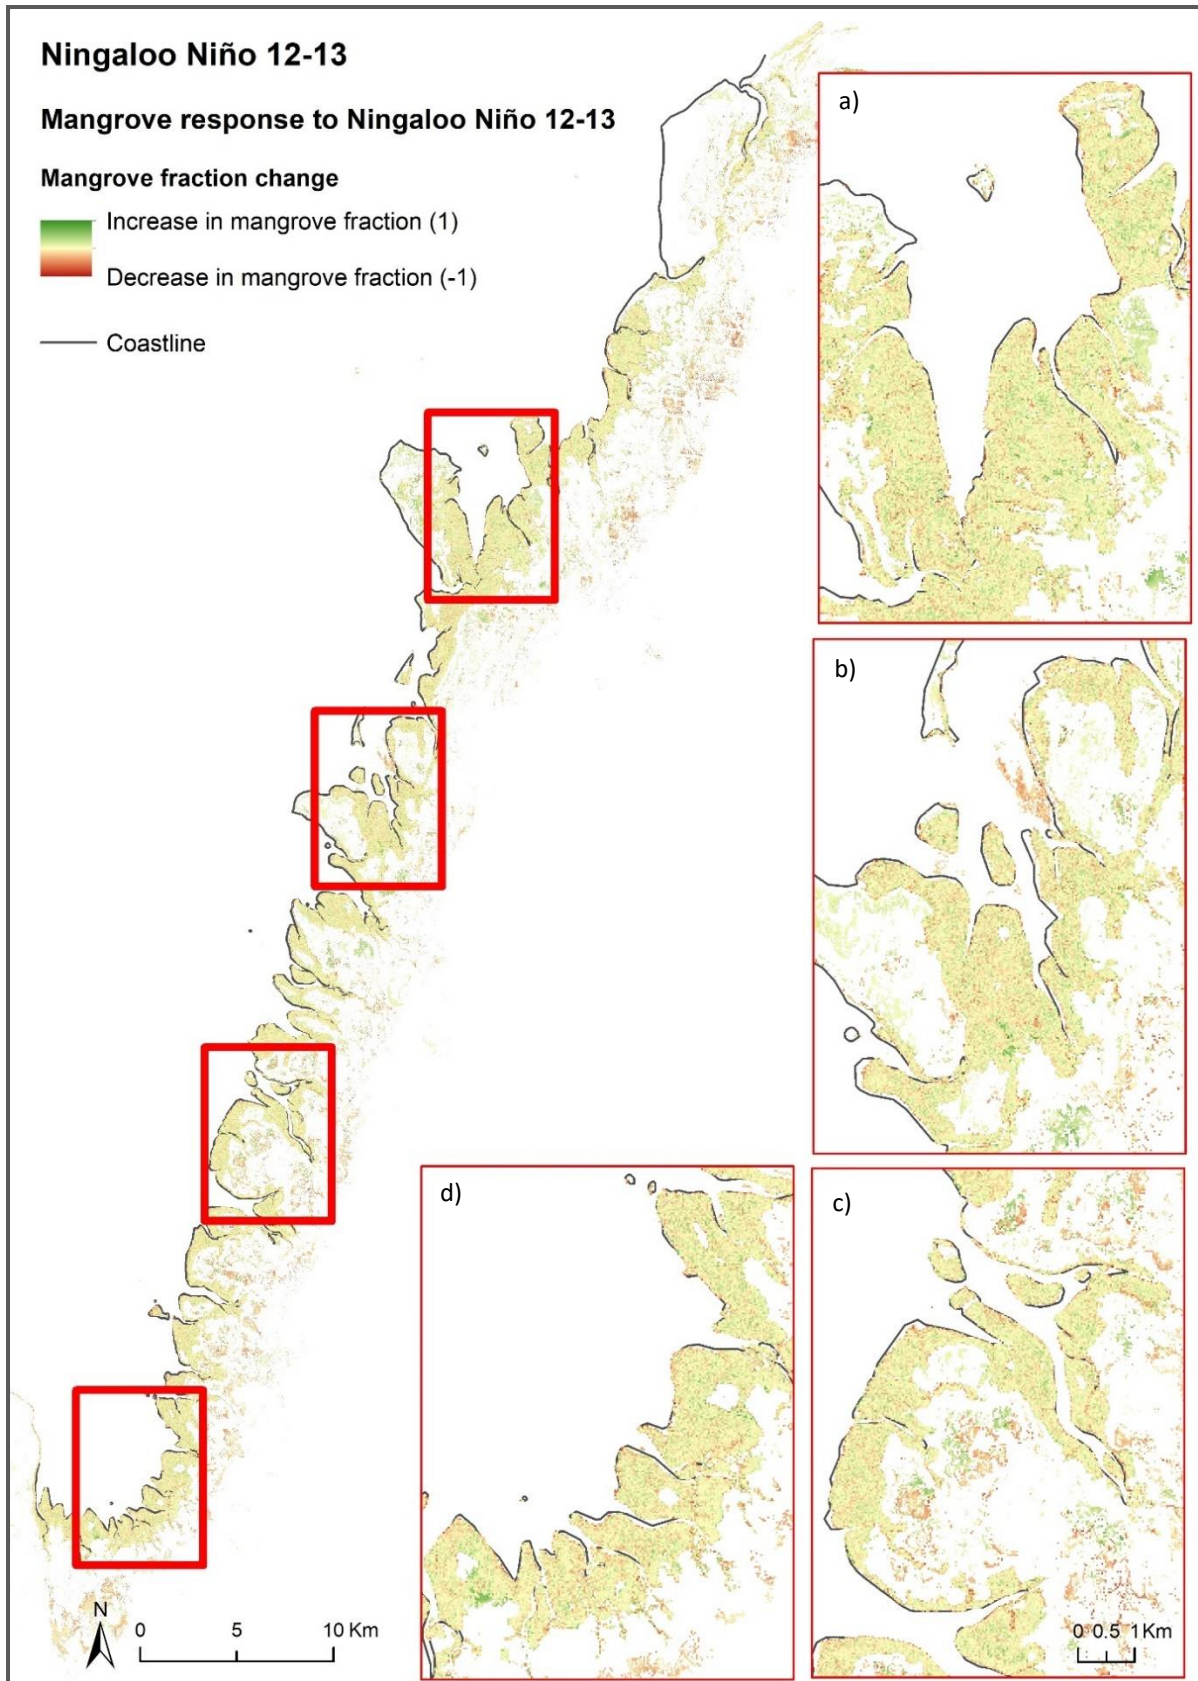 Ningaloo Niño 12-13
Mangrove response to Ningaloo Niño 12-13
Mangrove fraction change
Increase in mangrove fraction (1)
Decrease in mangrove fraction (-1)
Coastline
a)
b)
c)
d)
N
0 5 10 Km
0 0.5 1 Km